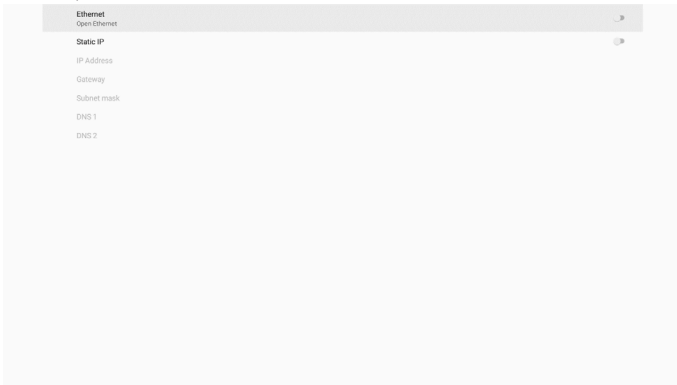 Ethernet
Open Ethernet
Static IP
IP Address
Gateway
Subnet mask
DNS 1
DNS 2